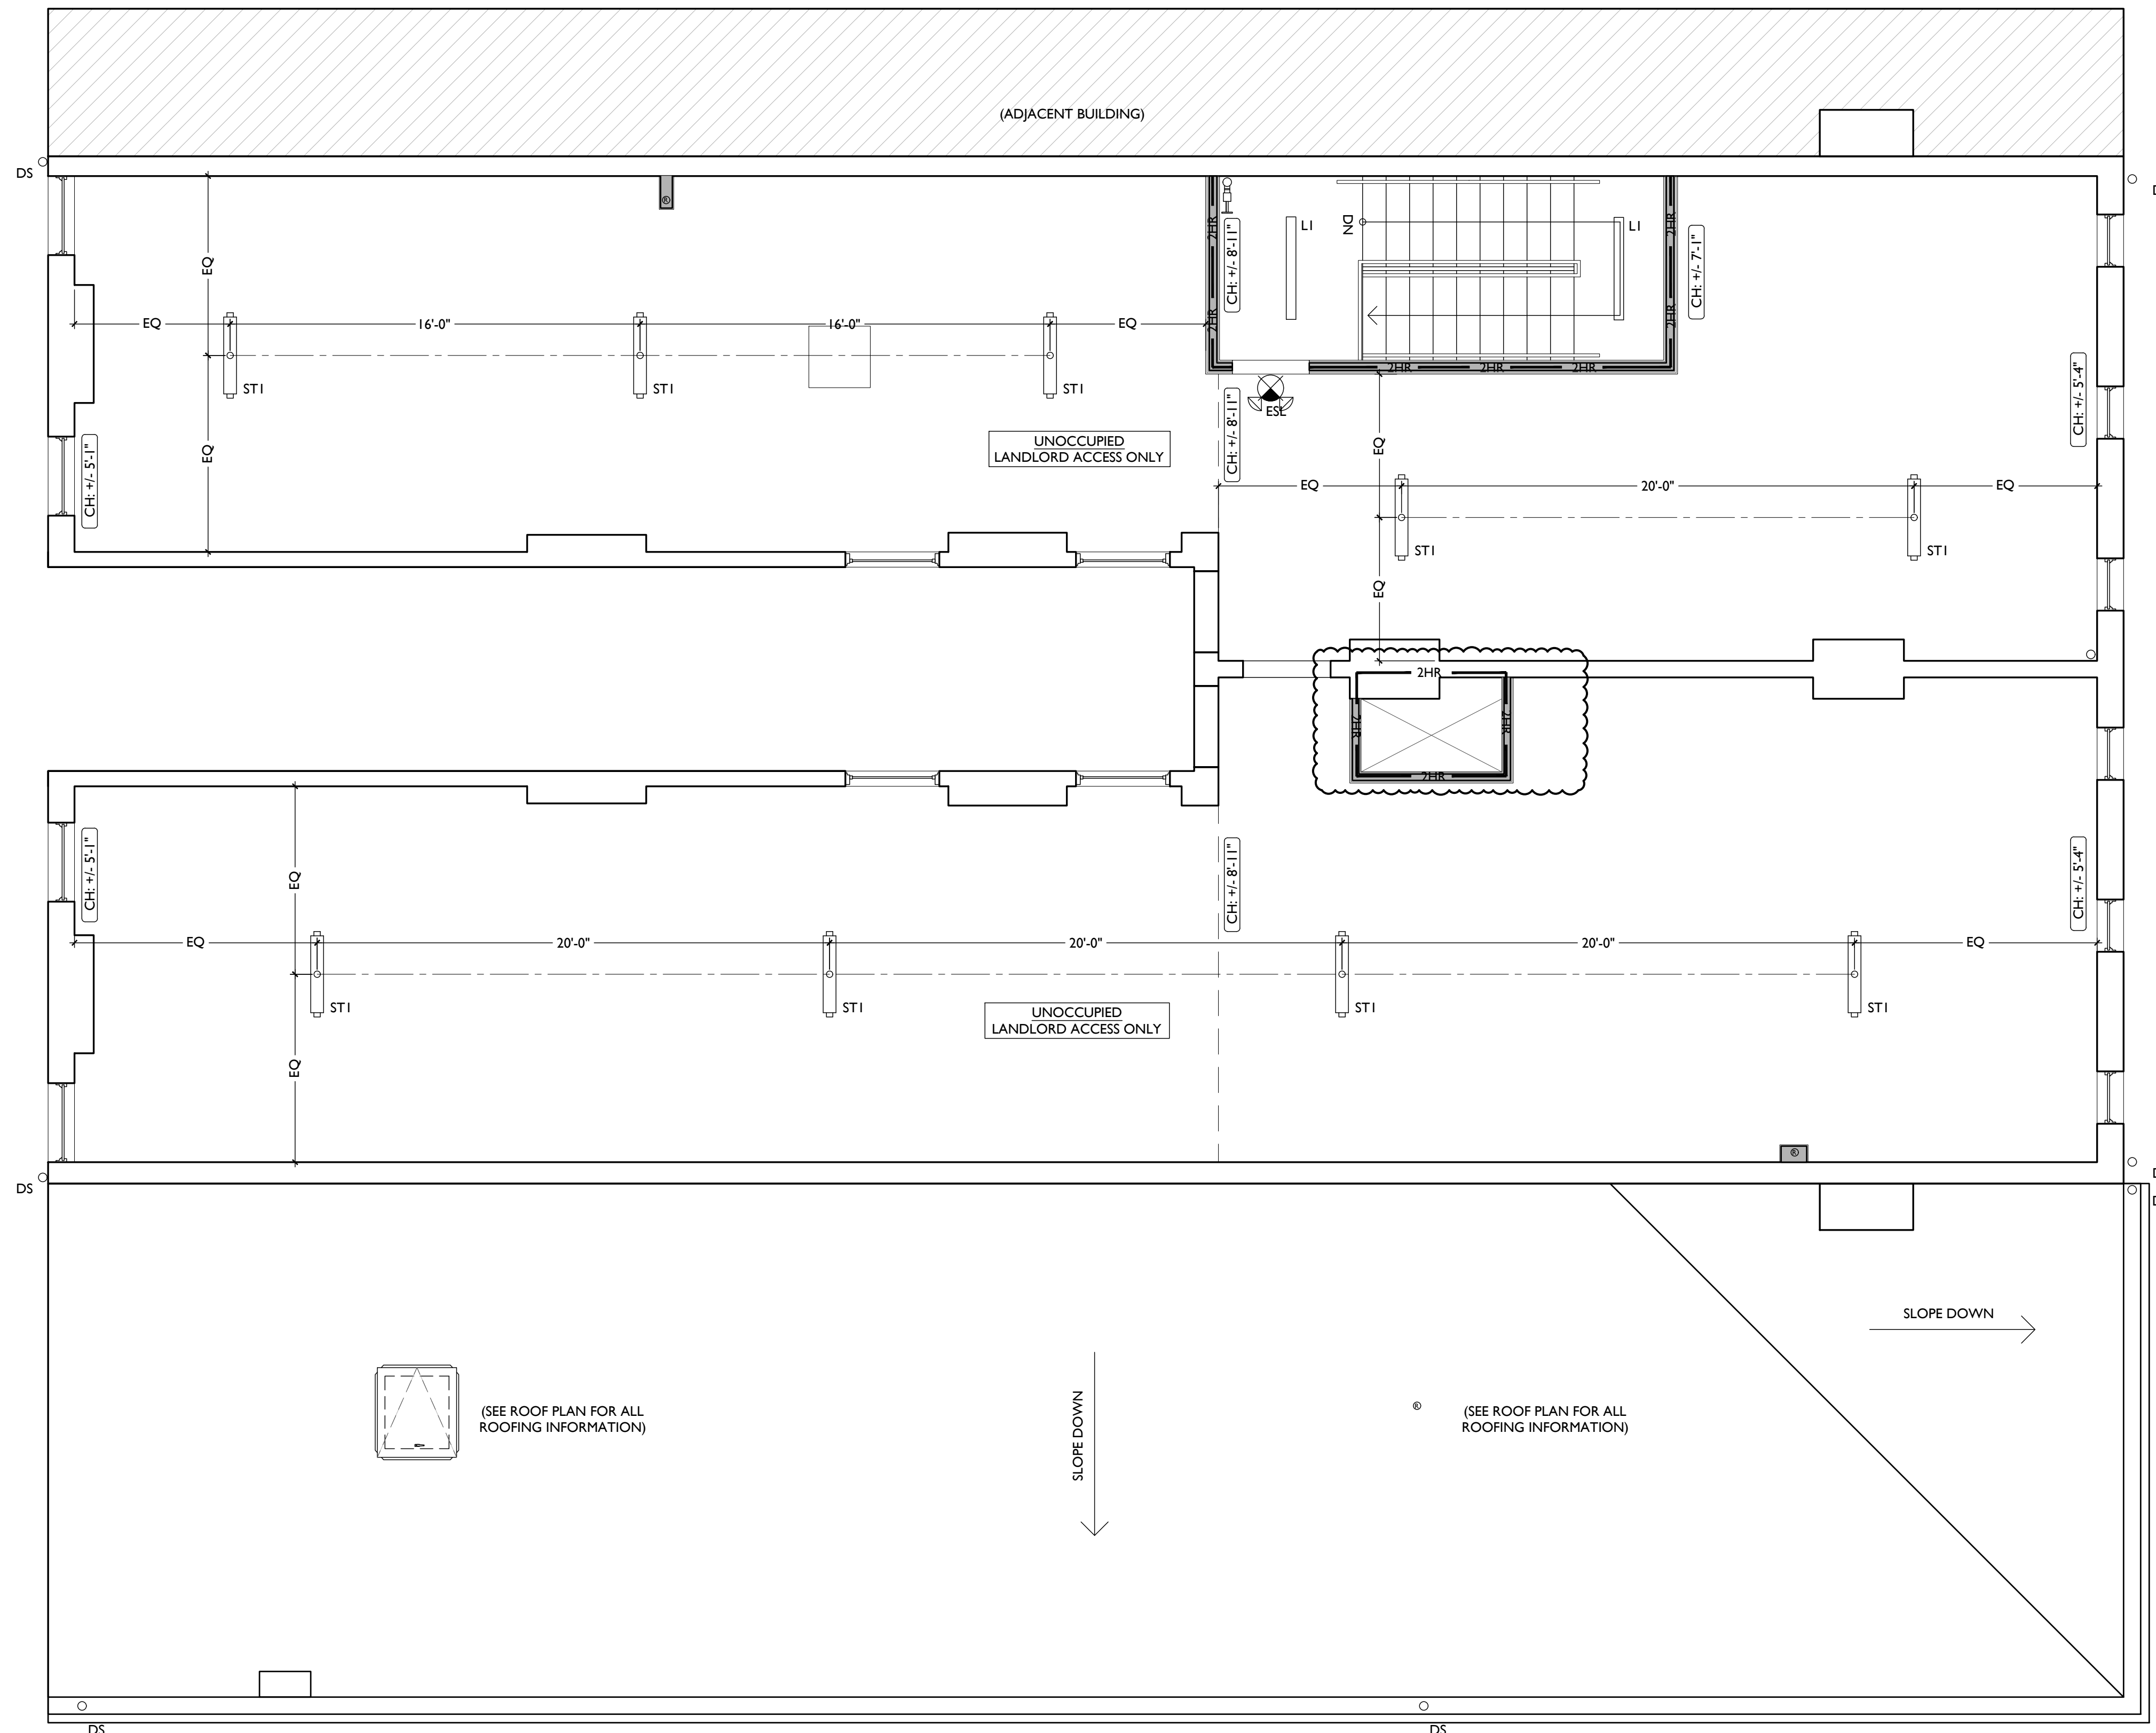 (ADJACENT BUILDING)
DS
D
®
2HR
2HR
CH: +/- 8'-11"
L1
DN
L1
2HR
2HR
CH: +/- 7'-1"
EQ
EQ
16'-0"
16'-0"
EQ
ST1
ST1
ST1
2HR
2HR
2HR
ESL
CH: +/- 8'-11"
CH: +/- 5'-4"
EQ
CH: +/- 5'-1"
UNOCCUPIED
LANDLORD ACCESS ONLY
EQ
EQ
20'-0"
EQ
ST1
ST1
EQ
2HR
2HR
2HR
2HR
CH: +/- 5'-1"
EQ
CH: +/- 8'-11"
CH: +/- 5'-4"
EQ
20'-0"
20'-0"
20'-0"
EQ
ST1
ST1
ST1
ST1
UNOCCUPIED
LANDLORD ACCESS ONLY
EQ
®
DS
D
D
SLOPE DOWN
SLOPE DOWN
(SEE ROOF PLAN FOR ALL
ROOFING INFORMATION)
®
(SEE ROOF PLAN FOR ALL
ROOFING INFORMATION)
DS
DS